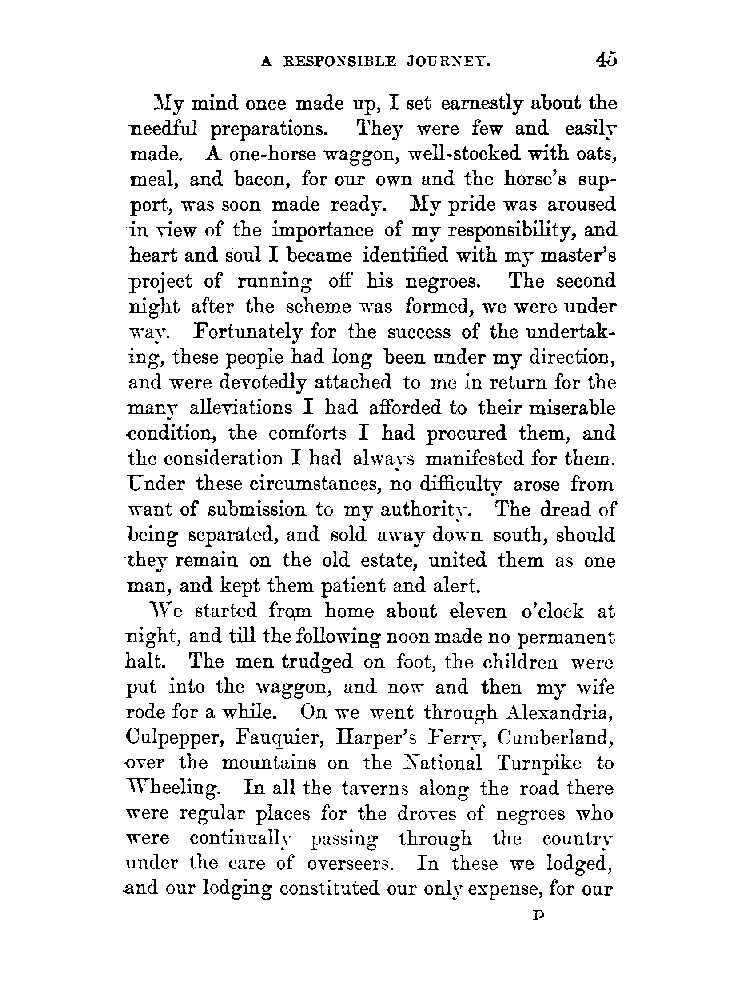 A RESPONSIBLE JOURNEY. 45
My mind once made up, I set earnestly about the
needful preparations. They were few and easily
made. A one-horse waggon, well-stocked with oats,
meal, and bacon, for our own and the horse's sup-
port, was soon made ready. My pride was aroused
in view of the importance of my responsibility, and
heart and soul I became identified with my master's
project of running off his negroes. The second
night after the scheme was formed, we were under
way. Fortunately for the success of the undertak-
ing, these people had long been under my direction,
and were devotedly attached to me in return for the
many alleviations I had afforded to their miserable
condition, the comforts I had procured them, and
the consideration I had always manifested for them.
Under these circumstances, no difficulty arose from
want of submission to my authority. The dread of
being separated, and sold away down south, should
they remain on the old estate, united them as one
man, and kept them patient and alert.
We started from home about eleven o'clock at
night, and till the following noon made no permanent
halt. The men trudged on foot, the children were
put into the waggon, and now and then my wife
rode for a while. On we went through Alexandria,
Culpepper, Fauquier, Harper's Ferry, Cumberland,
over the mountains on the National Turnpike to
Wheeling. In all the taverns along the road there
were regular places for the droves of negroes who
were continually passing through the country
under the care of overseers. In these we lodged,
and our lodging constituted our only expense, for our
D